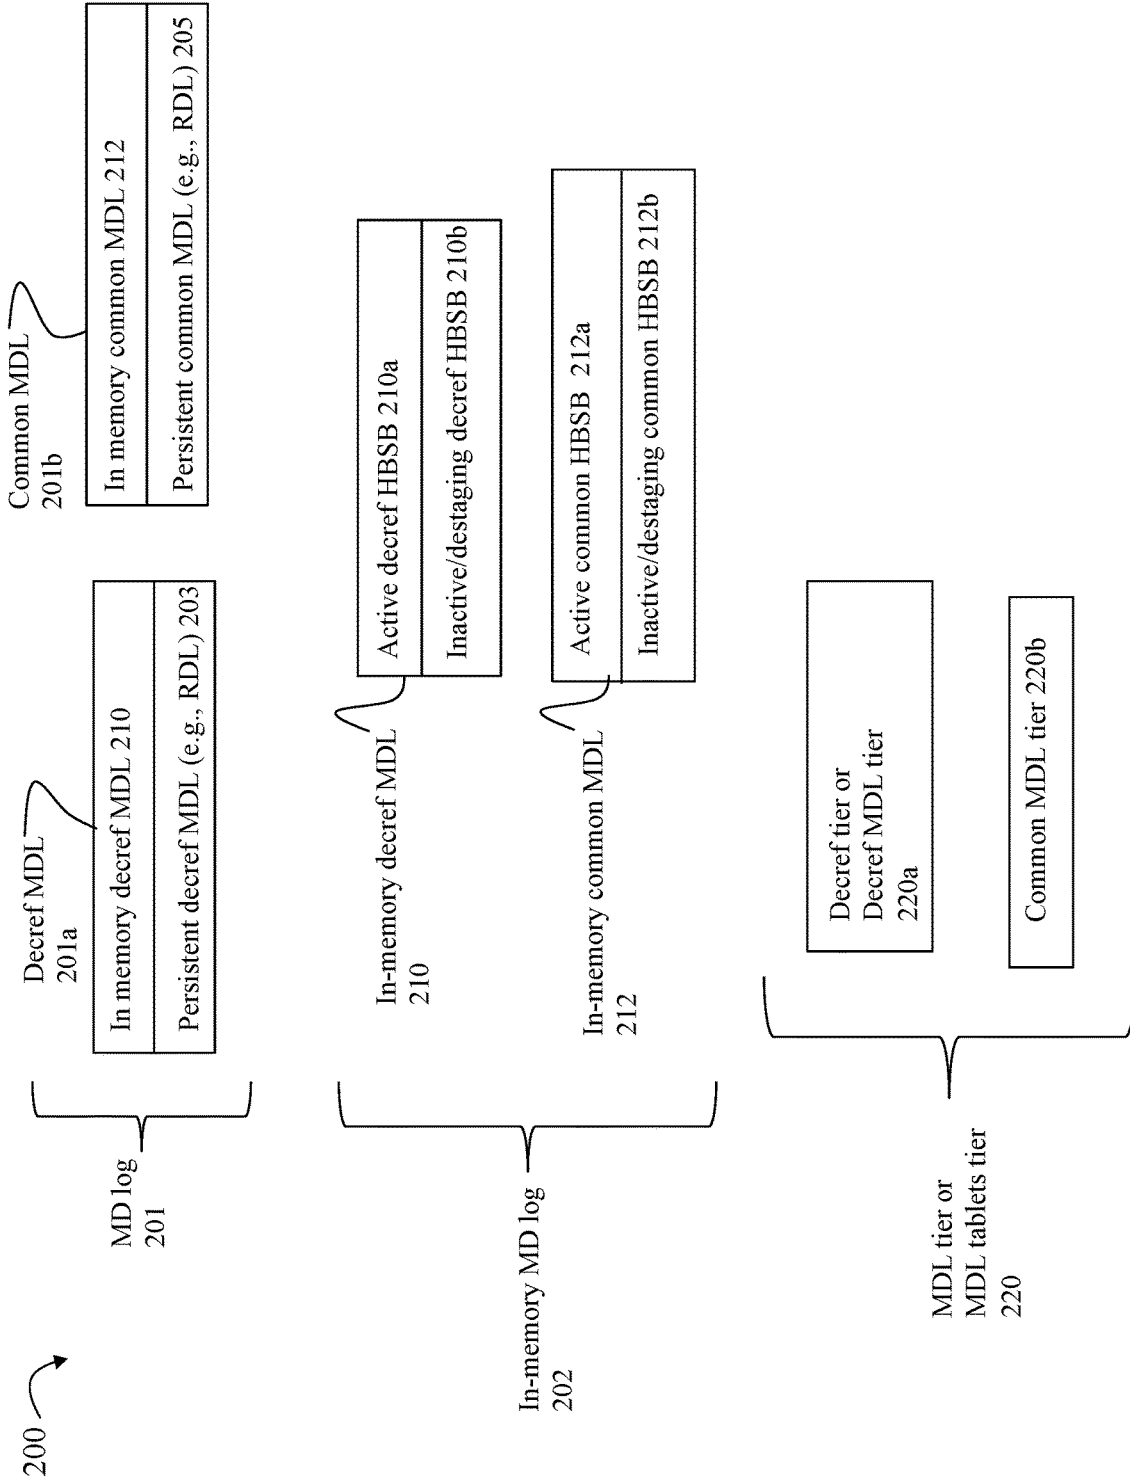 200
MD log
201
Decref MDL
201a
In memory decref MDL 210
Persistent decref MDL (e.g., RDL) 203
Common MDL
201b
In memory common MDL 212
Persistent common MDL (e.g., RDL) 205
In-memory MD log
202
In-memory decref MDL
210
Active decref HBSB 210a
Inactive/destaging decref HBSB 210b
In-memory common MDL
212
Active common HBSB 212a
Inactive/destaging common HBSB 212b
MDL tier or
MDL tablets tier
220
Decref tier or
Decref MDL tier
220a
Common MDL tier 220b